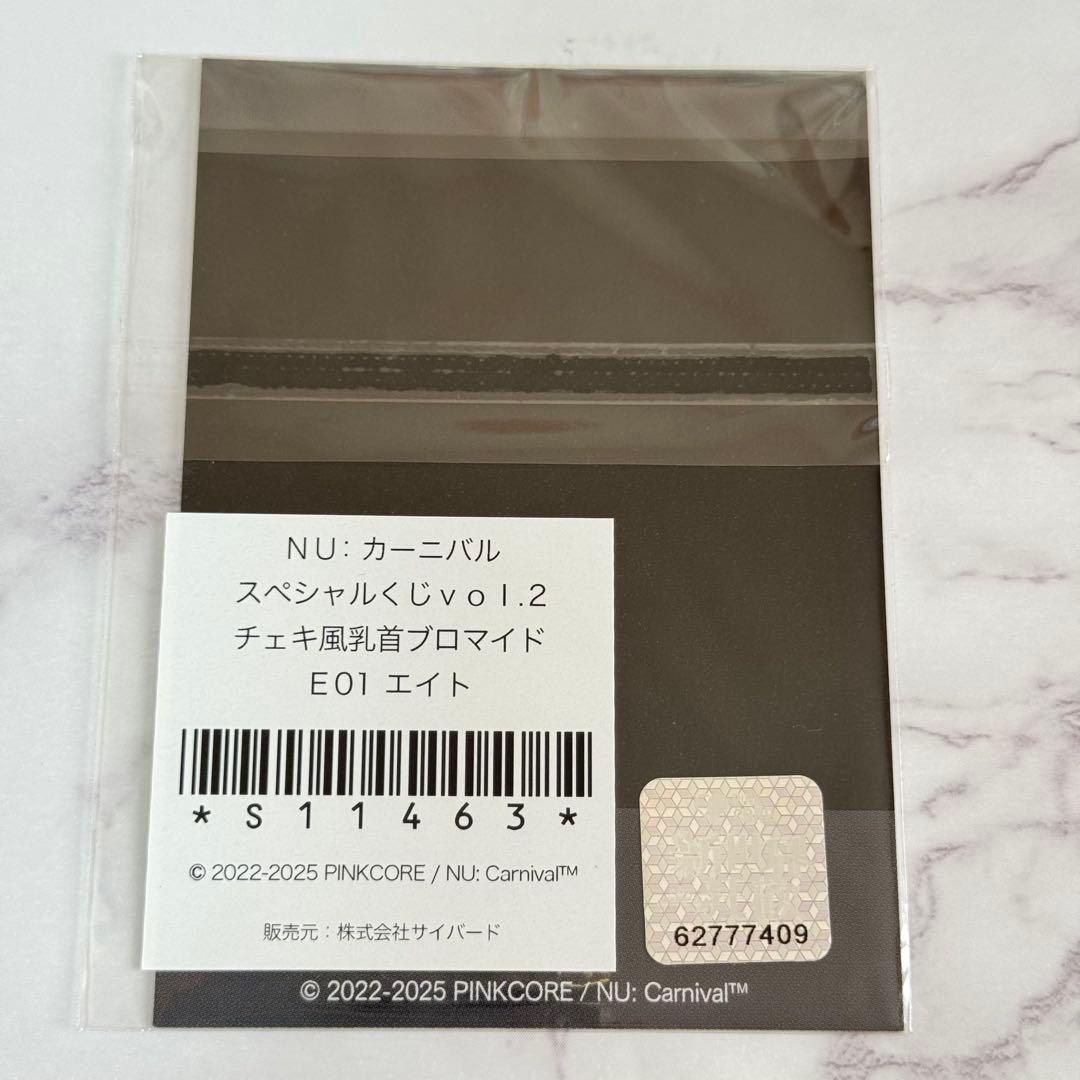 NU: カーニバル
スペシャルくじvol.2
チェキ風乳首ブロマイド
E01 エイト
*S11463*
© 2022-2025 PINKCORE / NU: Carnival™
販売元：株式会社サイバード
62777409
© 2022-2025 PINKCORE / NU: Carnival™